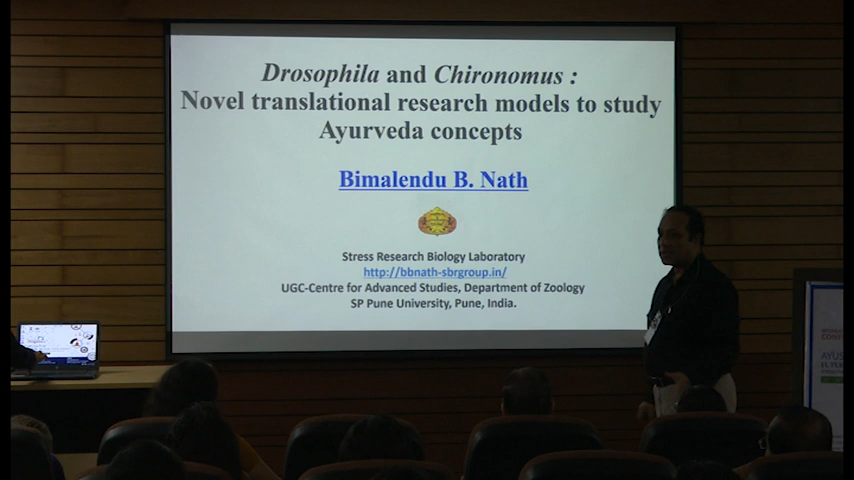 Drosophila and Chironomus :
Novel translational research models to study
Ayurveda concepts
Bimalendu B. Nath
Stress Research Biology Laboratory
http://bbnath-sbrgroup.in/
UGC-Centre for Advanced Studies, Department of Zoology
SP Pune University, Pune, India.